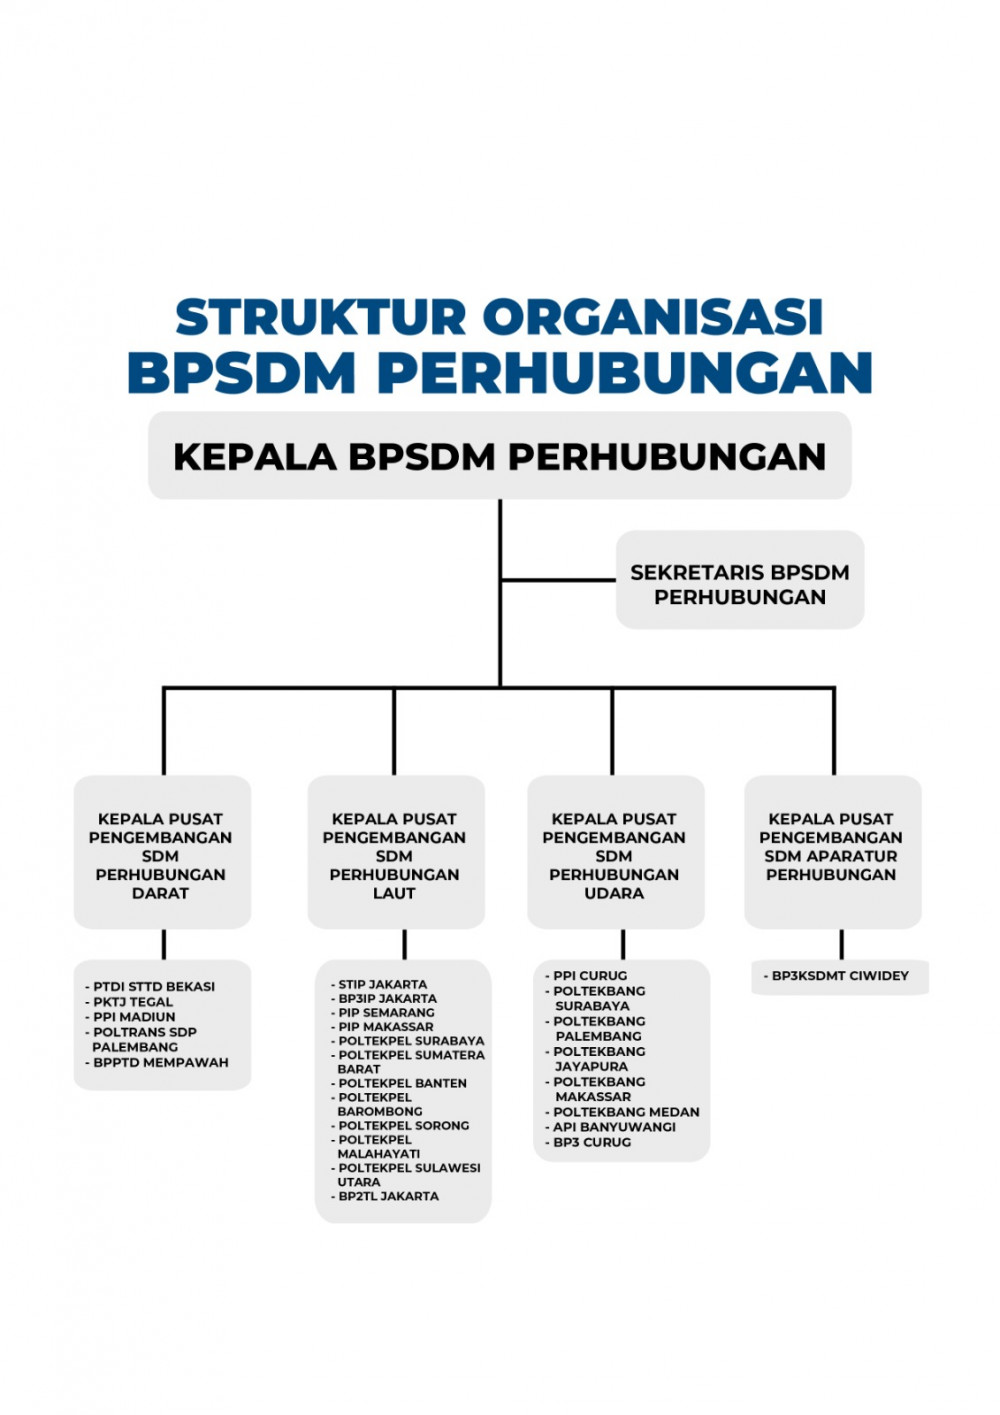 STRUKTUR ORGANISASI
BPSDM PERHUBUNGAN
KEPALA BPSDM PERHUBUNGAN
SEKRETARIS BPSDM
PERHUBUNGAN
KEPALA PUSAT
PENGEMBANGAN
SDM
PERHUBUNGAN
DARAT
KEPALA PUSAT
PENGEMBANGAN
SDM
PERHUBUNGAN
LAUT
KEPALA PUSAT
PENGEMBANGAN
SDM
PERHUBUNGAN
UDARA
KEPALA PUSAT
PENGEMBANGAN
SDM APARATUR
PERHUBUNGAN
- PTDI STTD BEKASI
- PKTJ TEGAL
- PPI MADIUN
- POLTRANS SDP
PALEMBANG
- BPPTD MEMPAWAH
- STIP JAKARTA
- BP3IP JAKARTA
- PIP SEMARANG
- PIP MAKASSAR
- POLTEKPEL SURABAYA
- POLTEKPEL SUMATERA
BARAT
- POLTEKPEL BANTEN
- POLTEKPEL
BAROMBONG
- POLTEKPEL SORONG
- POLTEKPEL
MALAHAYATI
- POLTEKPEL SULAWESI
UTARA
- BP2TL JAKARTA
- PPI CURUG
- POLTEKBANG
SURABAYA
- POLTEKBANG
PALEMBANG
- POLTEKBANG
JAYAPURA
- POLTEKBANG
MAKASSAR
- POLTEKBANG MEDAN
- API BANYUWANGI
- BP3 CURUG
- BP3KSDMT CIWIDEY